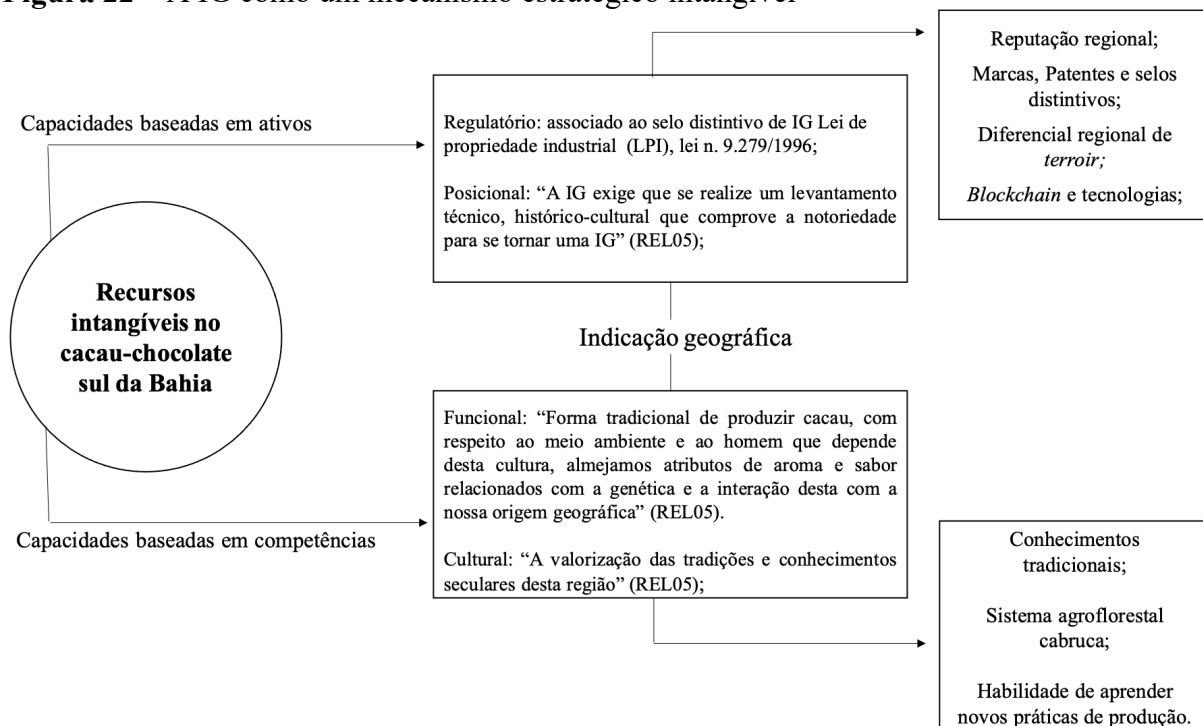 Figura 22 – A IG como um mecanismo estratégico intangível
Capacidades baseadas em ativos
Recursos
intangíveis no
cacau-chocolate
sul da Bahia
Capacidades baseadas em competências
Regulatório: associado ao selo distintivo de IG Lei de
propriedade industrial (LPI), lei n. 9.279/1996;
Posicional: “A IG exige que se realize um levantamento
técnico, histórico-cultural que comprove a notoriedade
para se tornar uma IG” (REL05);
Indicação geográfica
Funcional: “Forma tradicional de produzir cacau, com
respeito ao meio ambiente e ao homem que depende
desta cultura, almejamos atributos de aroma e sabor
relacionados com a genética e a interação desta com a
nossa origem geográfica” (REL05).
Cultural: “A valorização das tradições e conhecimentos
seculares desta região” (REL05);
Reputação regional;
Marcas, Patentes e selos
distintivos;
Diferencial regional de
terroir;
Blockchain e tecnologias;
Conhecimentos
tradicionais;
Sistema agroflorestal
cabruca;
Habilidade de aprender
novos práticas de produção.